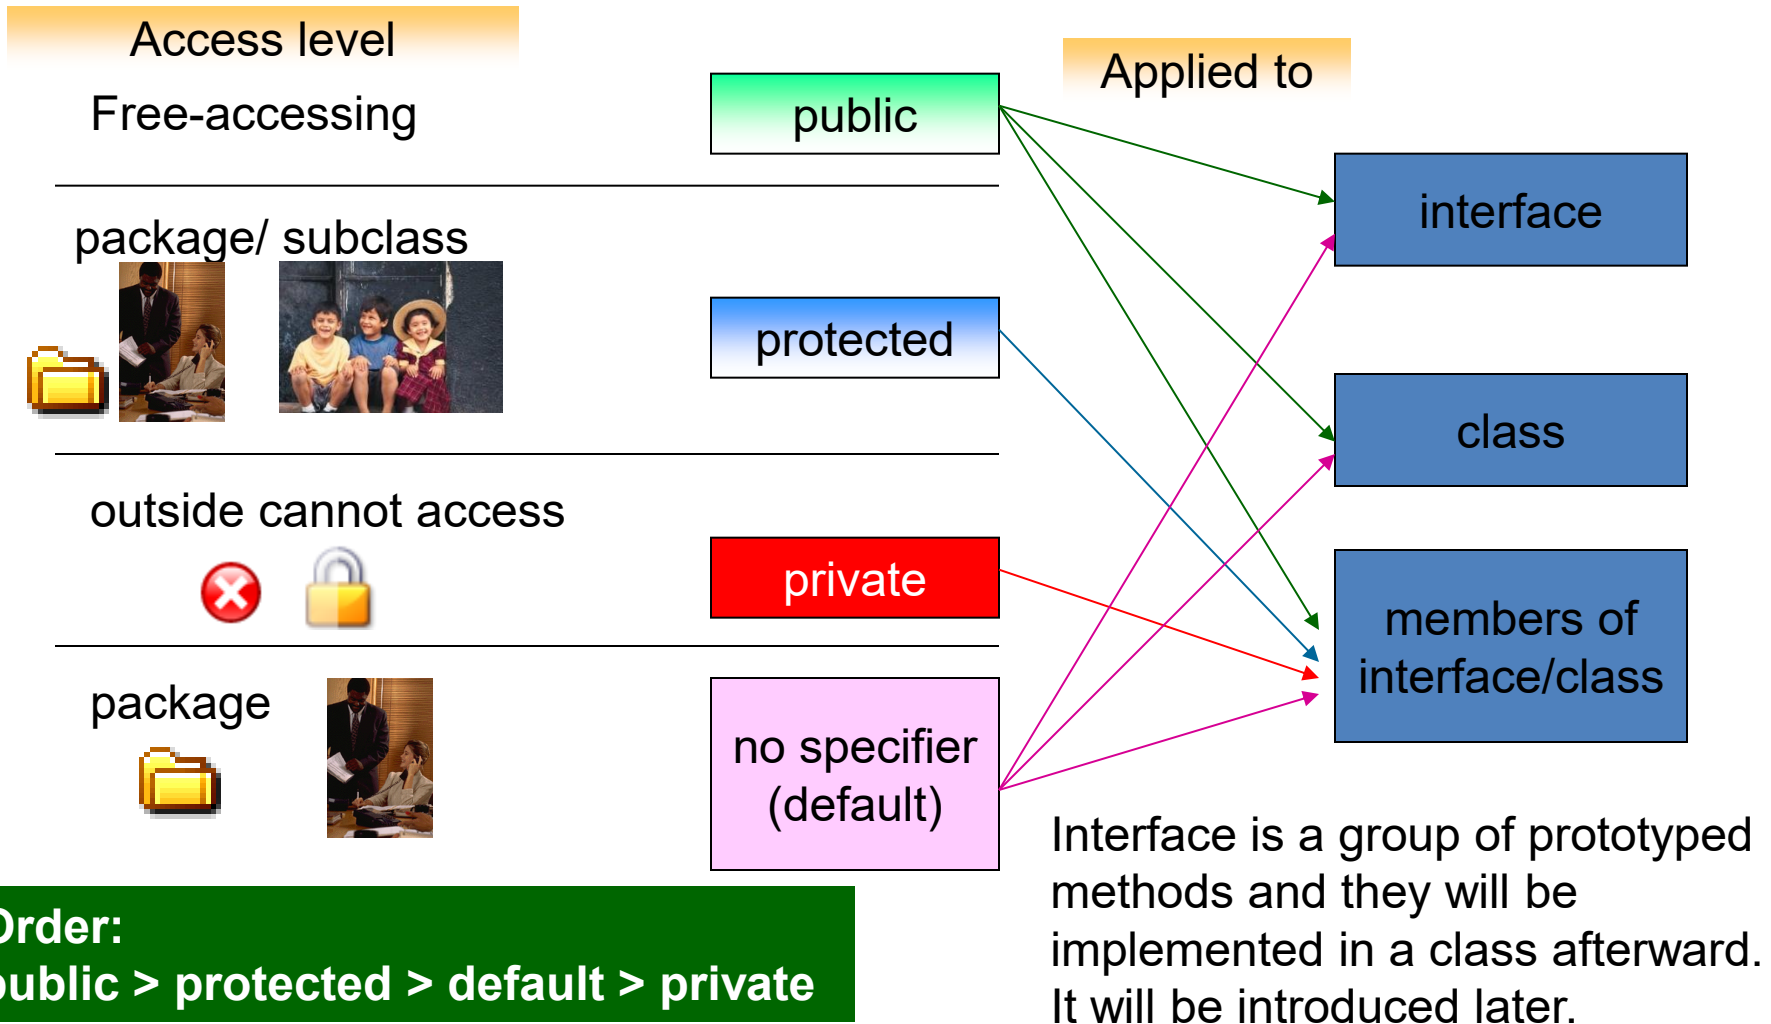 Access level
Applied to
Free-accessing
public
interface
package/ subclass
protected
class
outside cannot access
private
members of
interface/class
package
no specifier
(default)
Order:
public > protected > default > private
Interface is a group of prototyped
methods and they will be
implemented in a class afterward.
It will be introduced later.